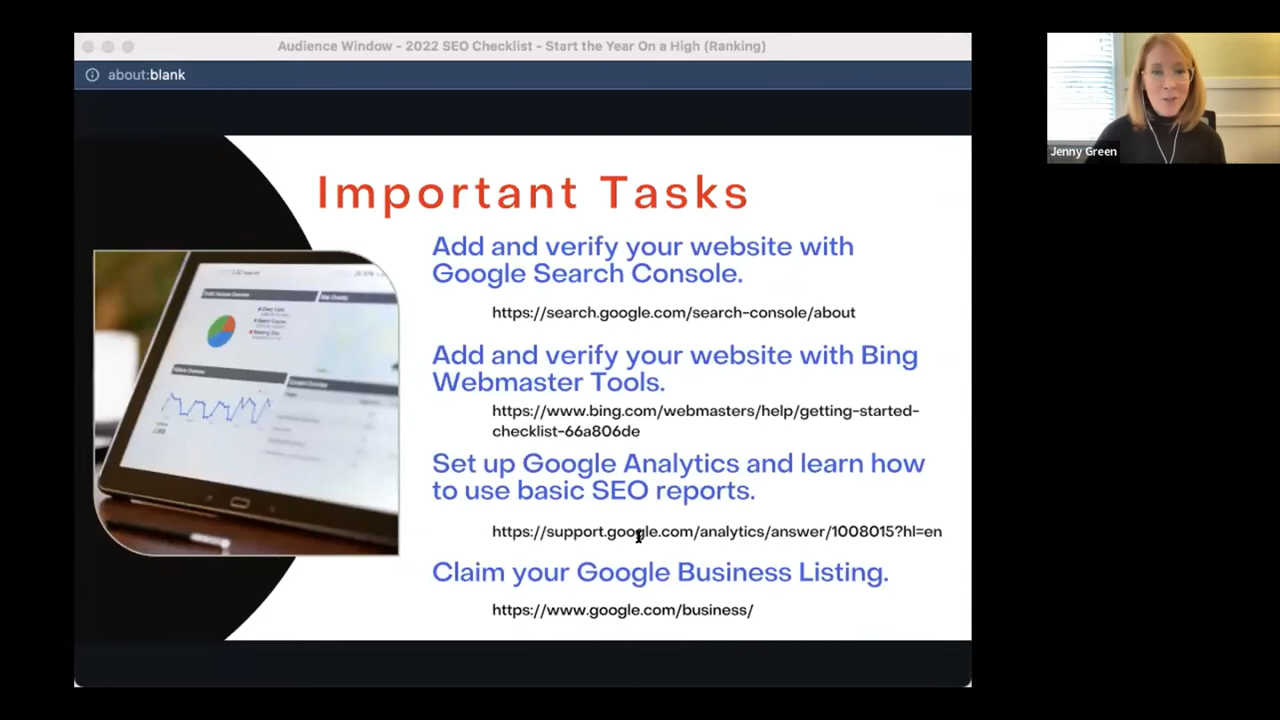 Audience Window - 2022 SEO Checklist - Start the Year On a High (Ranking)
about:blank
Jenny Green
Important Tasks
Add and verify your website with
Google Search Console.
https://search.google.com/search-console/about
Add and verify your website with Bing
Webmaster Tools.
https://www.bing.com/webmasters/help/getting-started-
checklist-66a806de
Set up Google Analytics and learn how
to use basic SEO reports.
https://support.google.com/analytics/answer/1008015?hl=en
Claim your Google Business Listing.
https://www.google.com/business/